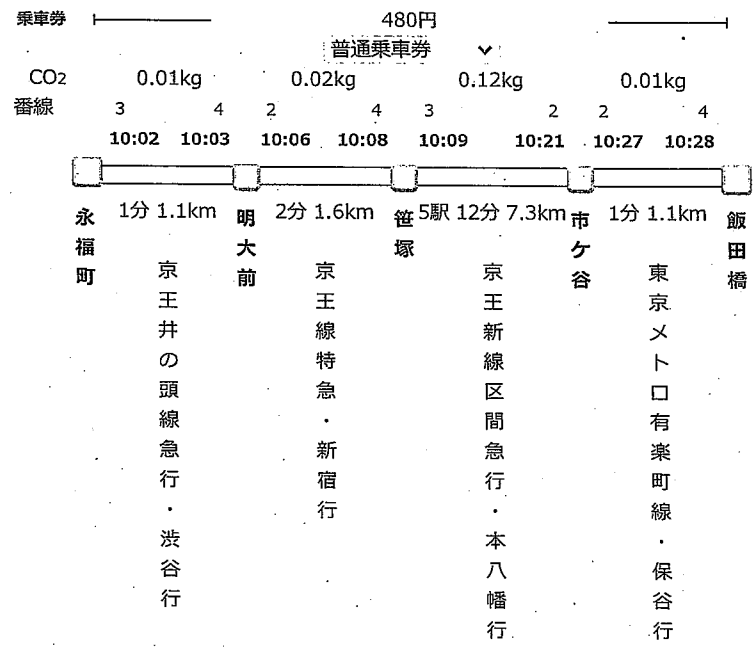 乗車券 480円
普通乗車券
CO2 0.01kg 0.02kg 0.12kg 0.01kg
番線 3 4 2 4 3 2 2 4
10:02 10:03 10:06 10:08 10:09 10:21 10:27 10:28
永福町
1分 1.1km
京王井の頭線急行・渋谷行
明大前
2分 1.6km
京王線特急・新宿行
笹塚
5駅 12分 7.3km
京王新線区間急行・本八幡行
市ケ谷
1分 1.1km
東京メトロ有楽町線・保谷行
飯田橋